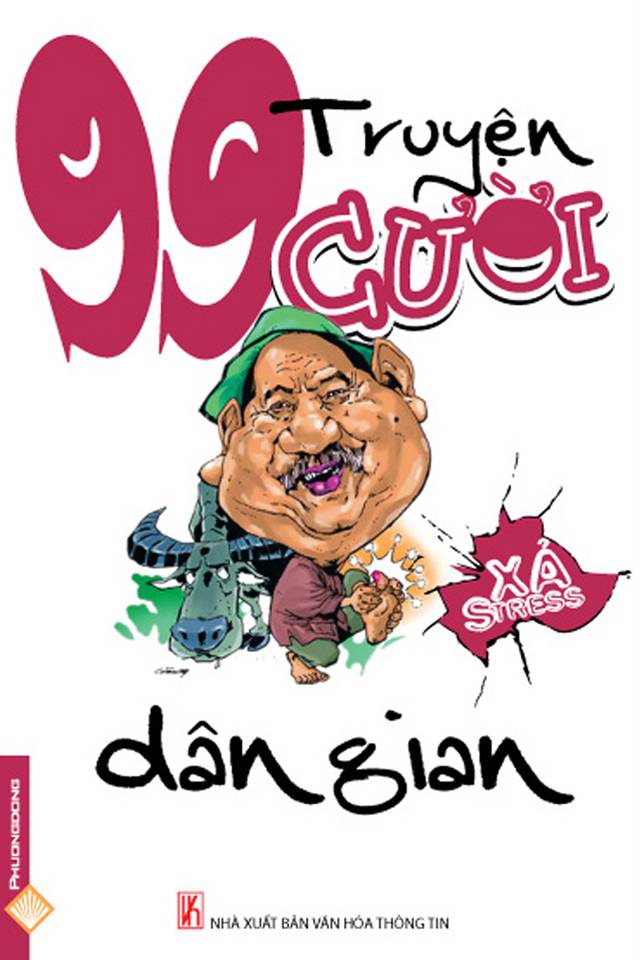 99 Truyện
CƯỜI
XẢ
STRESS
dân gian
PHUONGDONG
NHÀ XUẤT BẢN VĂN HÓA THÔNG TIN